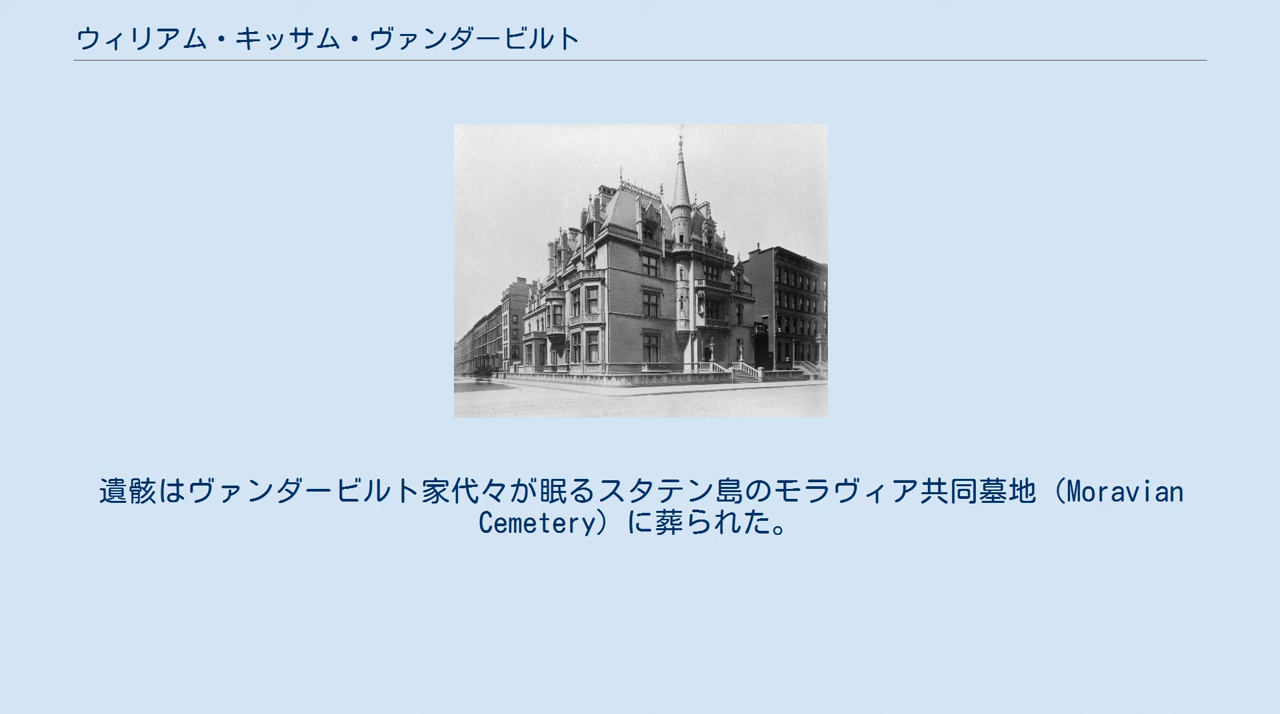 ウィリアム・キッサム・ヴァンダービルト
遺骸はヴァンダービルト家代々が眠るスタテン島のモラヴィア共同墓地（Moravian
Cemetery）に葬られた。